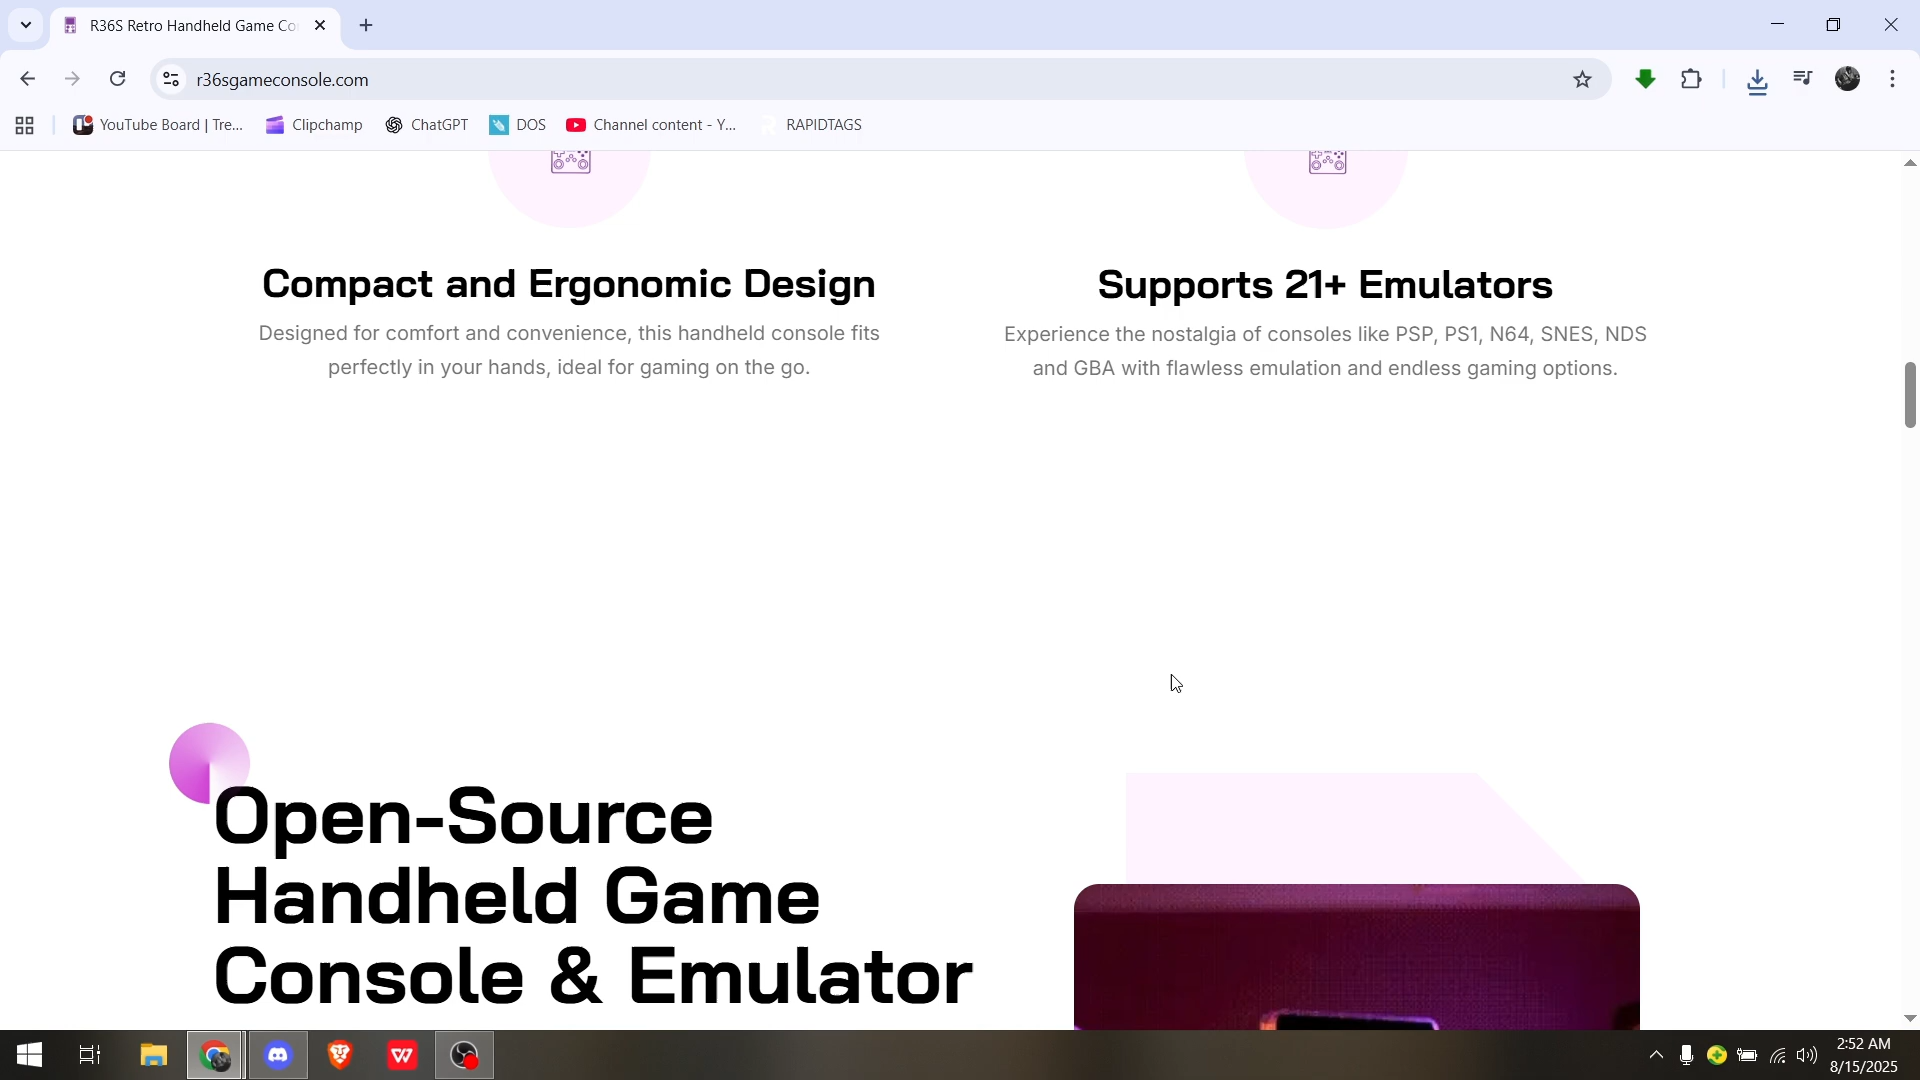 R36S Retro Handheld Game Co
r36sgameconsole.com
YouTube Board | Tre...
Clipchamp
ChatGPT
DOS
Channel content - Y...
RAPIDTAGS
Compact and Ergonomic Design
Designed for comfort and convenience, this handheld console fits
perfectly in your hands, ideal for gaming on the go.
Supports 21+ Emulators
Experience the nostalgia of consoles like PSP, PS1, N64, SNES, NDS
and GBA with flawless emulation and endless gaming options.
Open-Source
Handheld Game
Console & Emulator
2:52 AM
8/15/2025